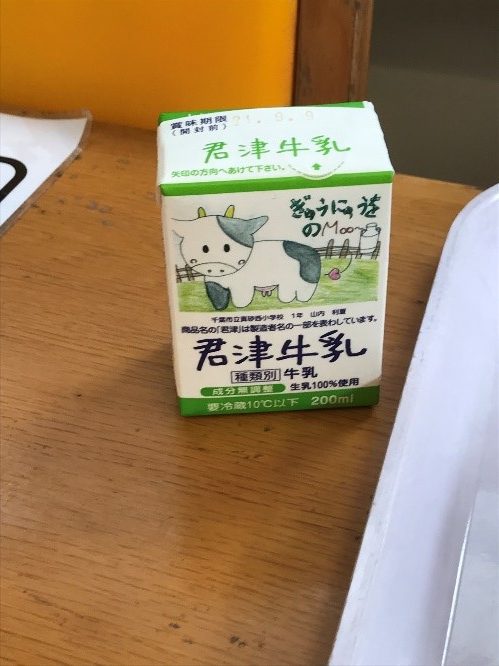 賞味期限
(開封前)
21.9.9
君津牛乳
矢印の方向へあけて下さい。
ぎゅうにゅうを
のMoo〜
千葉市立真砂西小学校 1年 山内 利夏
商品名の「君津」は製造者名の一部を表わしています。
君津牛乳
種類別 牛乳
成分無調整 生乳100%使用
要冷蔵10℃以下 200ml